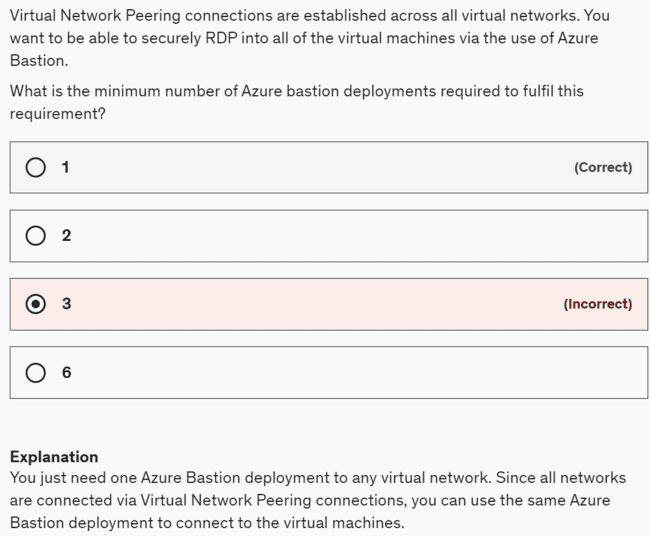 Virtual Network Peering connections are established across all virtual networks. You
want to be able to securely RDP into all of the virtual machines via the use of Azure
Bastion.
What is the minimum number of Azure bastion deployments required to fulfil this
requirement?
1 (Correct)
2
3 (Incorrect)
6
Explanation
You just need one Azure Bastion deployment to any virtual network. Since all networks
are connected via Virtual Network Peering connections, you can use the same Azure
Bastion deployment to connect to the virtual machines.